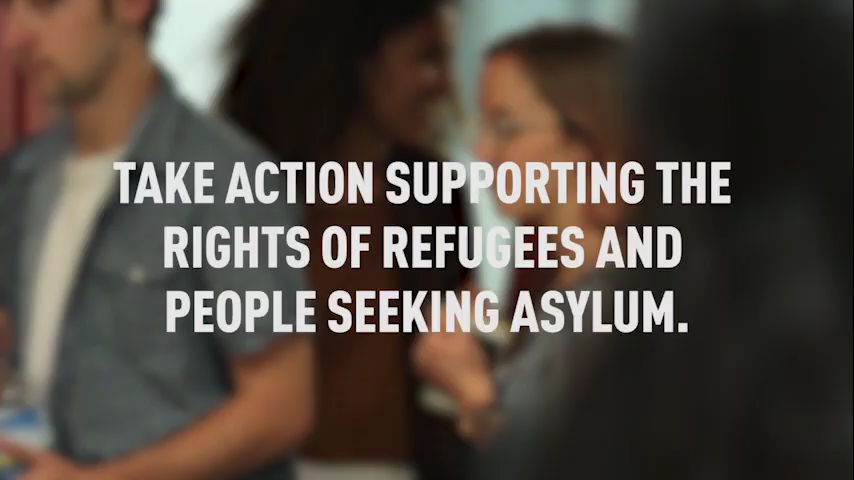 TAKE ACTION SUPPORTING THE
RIGHTS OF REFUGEES AND
PEOPLE SEEKING ASYLUM.